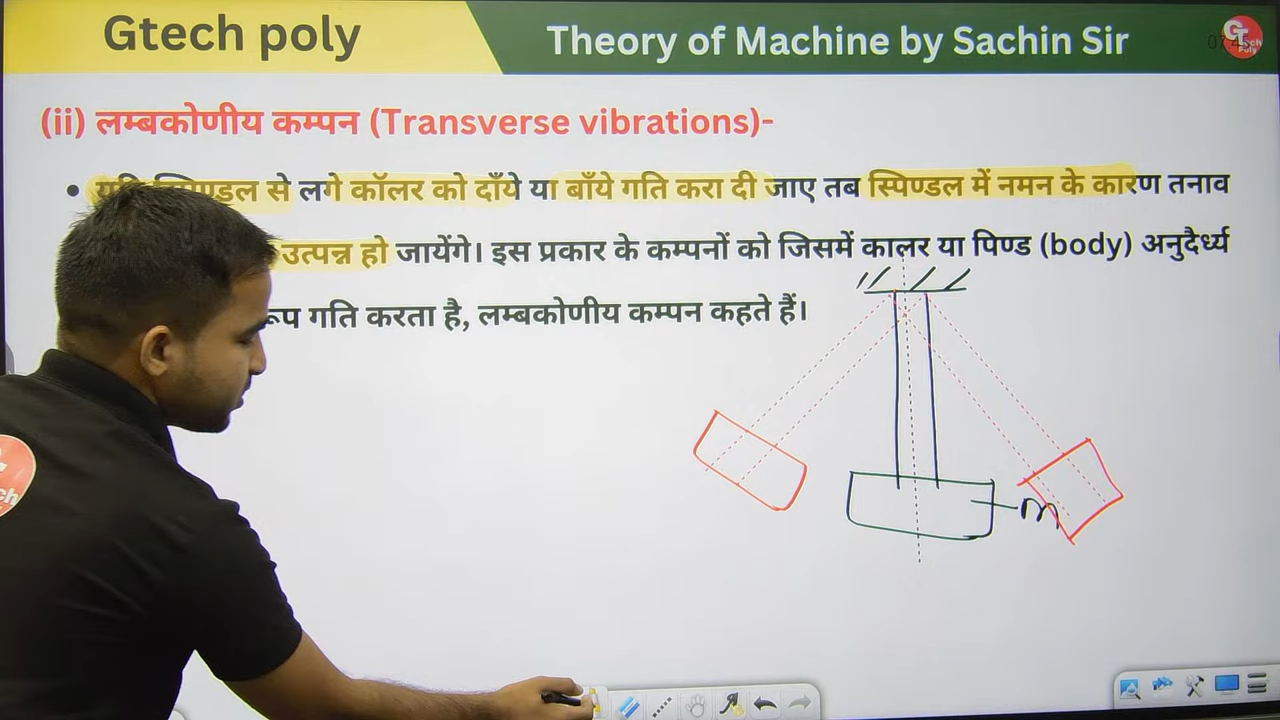 Gtech poly
Theory of Machine by Sachin Sir
(ii) लम्बकोणीय कम्पन (Transverse vibrations)-
• से लगे कॉलर को दाँये या बाँये गति करा दी जाए तब स्पिण्डल में नमन के कारण तनाव
उत्पन्न हो जायेंगे। इस प्रकार के कम्पनों को जिसमें कालर या पिण्ड (body) अनुदैर्ध्य
गति करता है, लम्बकोणीय कम्पन कहते हैं।
m